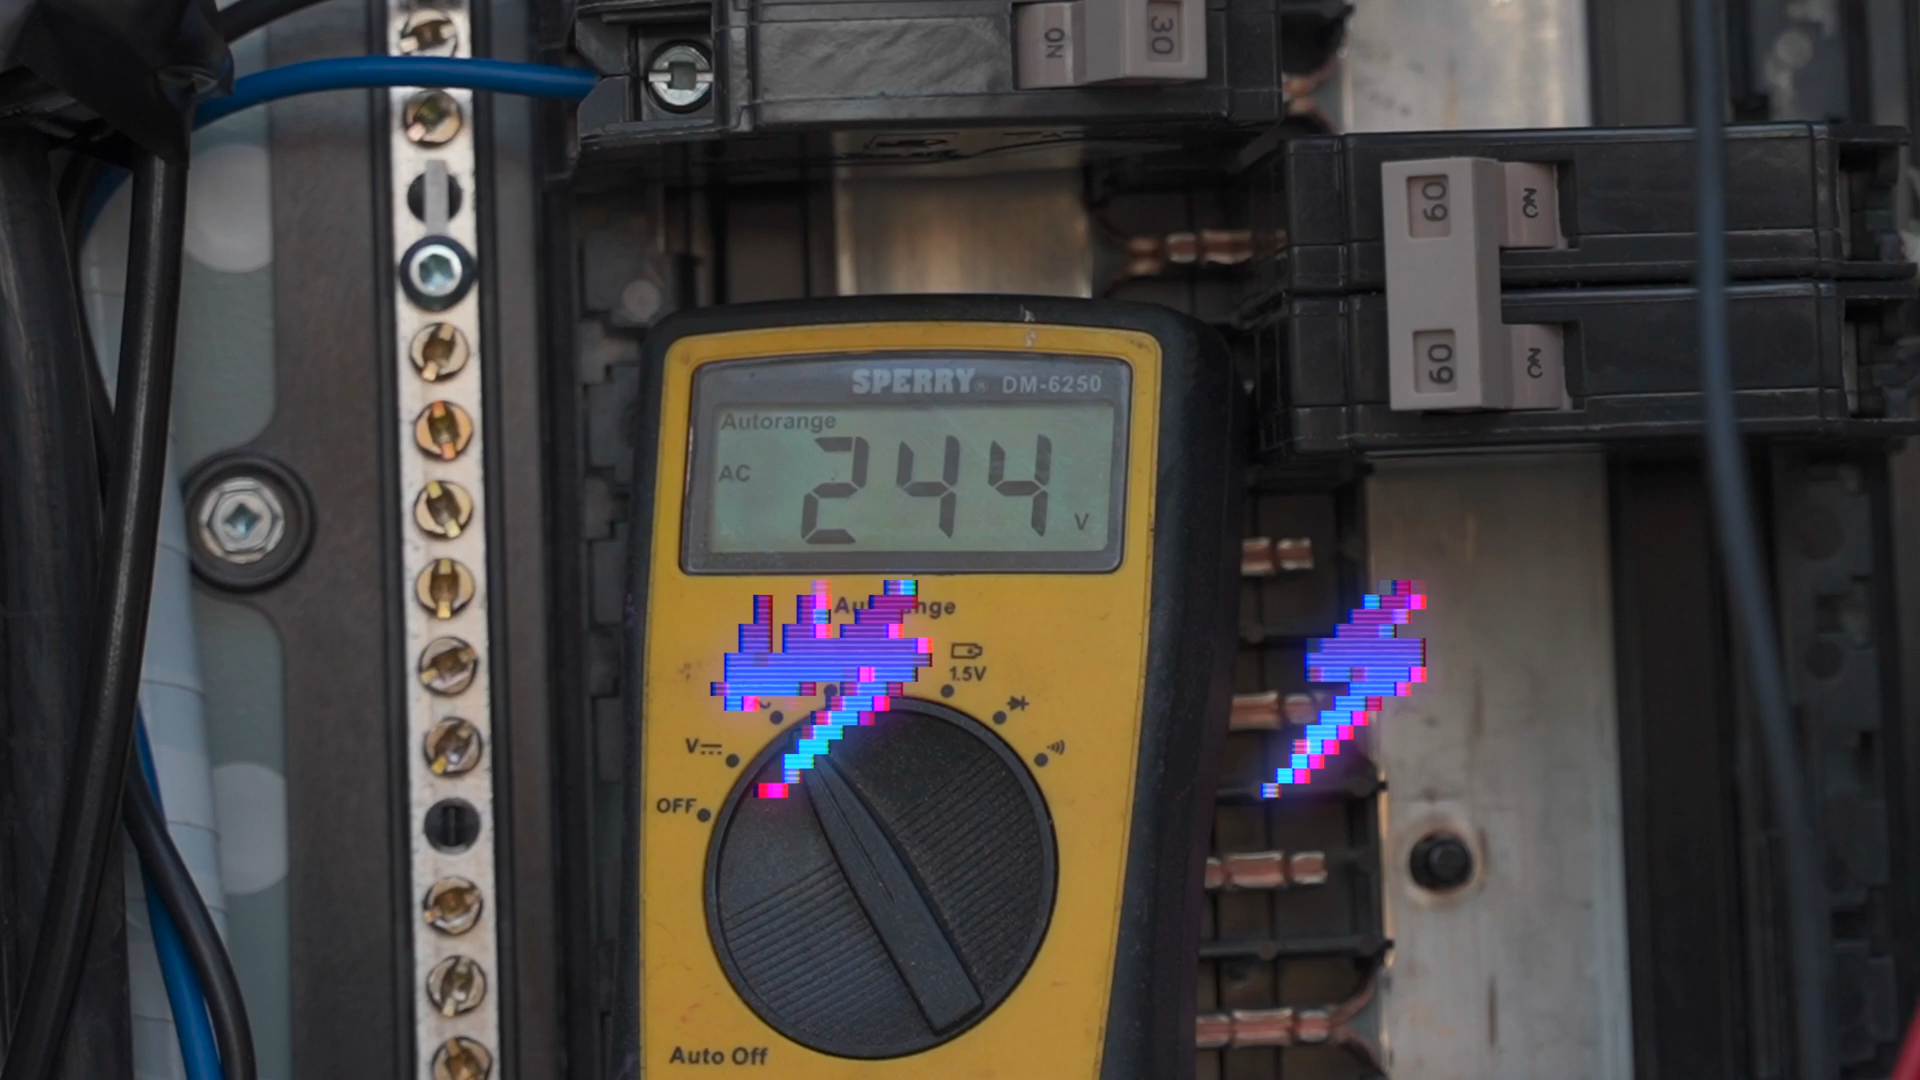 ON 30
60 ON
60 ON
SPERRY® DM-6250
Autorange
AC 244 V
1.5V
V
OFF
Auto Off